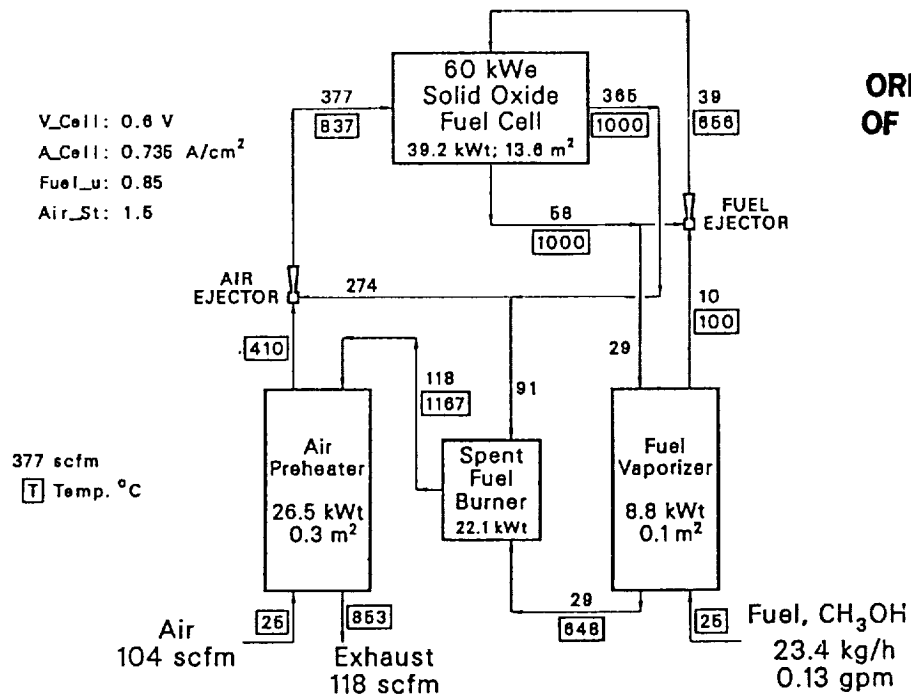 60 kWe
Solid Oxide
Fuel Cell
39.2 kWt; 13.6 m²
ORI
OF
V_Cell: 0.6 V
A_Cell: 0.735 A/cm²
Fuel_u: 0.85
Air_St: 1.5
377
837
365
1000
39
656
58
1000
FUEL
EJECTOR
AIR
EJECTOR
274
410
10
100
29
118
1167
91
377 scfm
T Temp. °C
Air
Preheater
26.5 kWt
0.3 m²
Spent
Fuel
Burner
22.1 kWt
Fuel
Vaporizer
8.8 kWt
0.1 m²
25
853
29
648
25
Air
104 scfm
Exhaust
118 scfm
Fuel, CH₃OH
23.4 kg/h
0.13 gpm